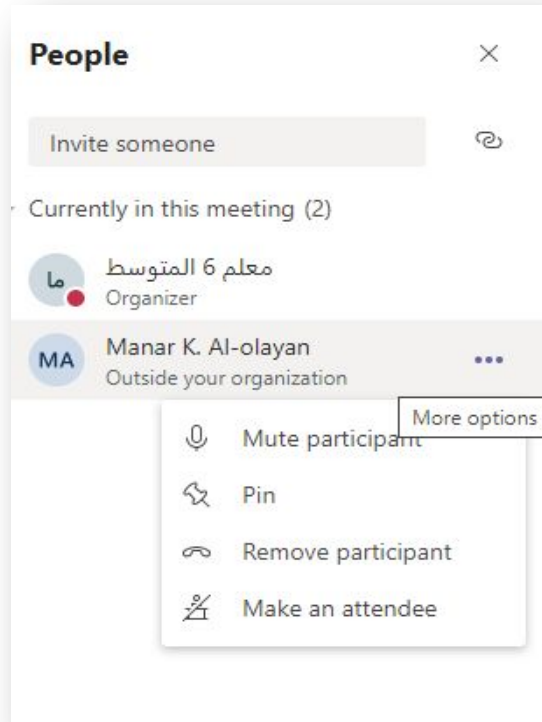 People
Invite someone
Currently in this meeting (2)
ما
معلم 6 المتوسط
Organizer
MA
Manar K. Al-olayan
Outside your organization
More options
Mute participant
Pin
Remove participant
Make an attendee